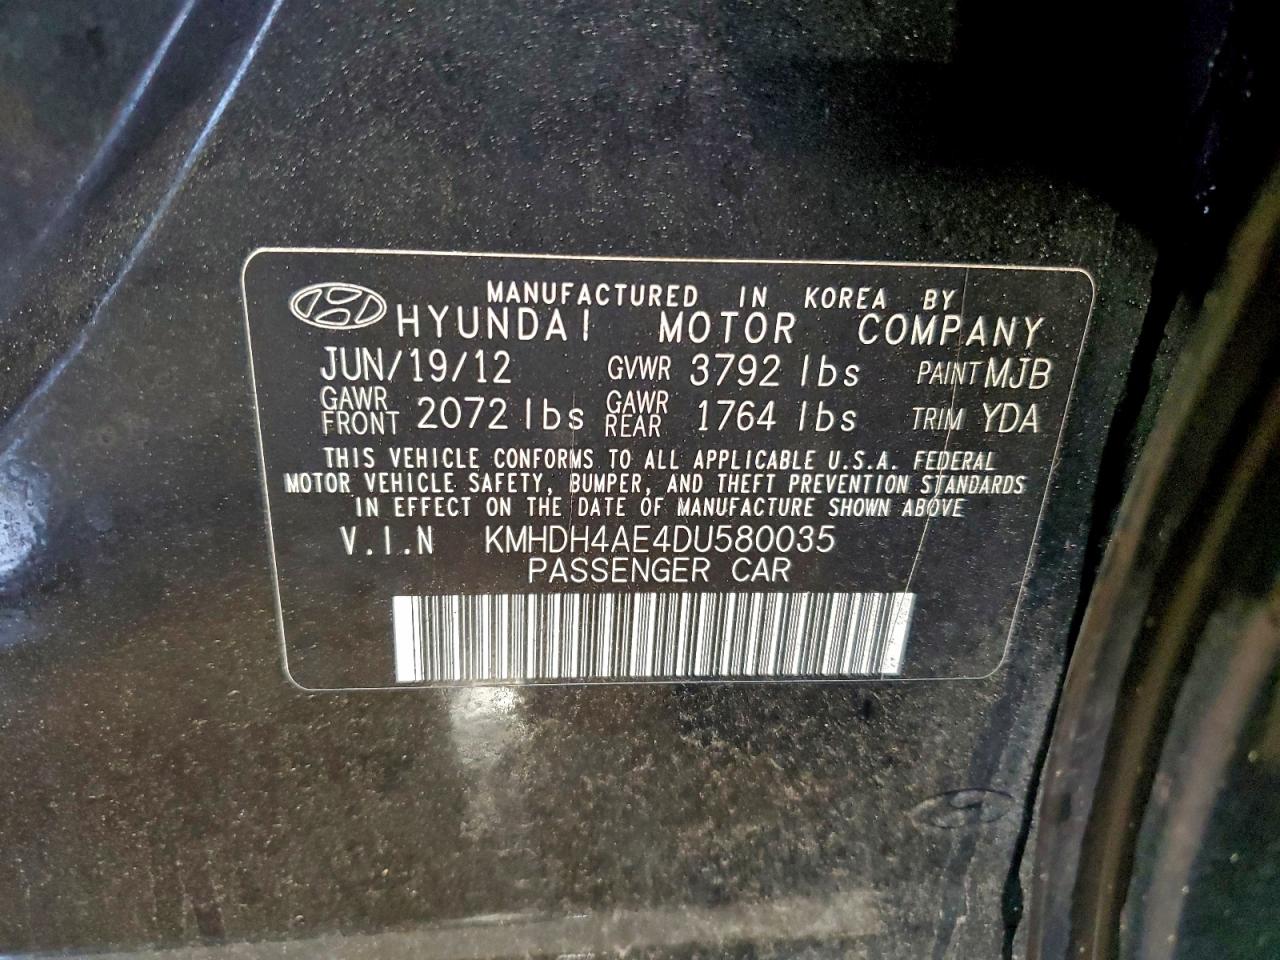 MANUFACTURED IN KOREA BY
HYUNDAI MOTOR COMPANY
JUN/19/12 GVWR 3792 lbs PAINT MJB
GAWR FRONT 2072 lbs GAWR REAR 1764 lbs TRIM YDA
THIS VEHICLE CONFORMS TO ALL APPLICABLE U.S.A. FEDERAL
MOTOR VEHICLE SAFETY, BUMPER, AND THEFT PREVENTION STANDARDS
IN EFFECT ON THE DATE OF MANUFACTURE SHOWN ABOVE
V.I.N KMHDH4AE4DU580035
PASSENGER CAR